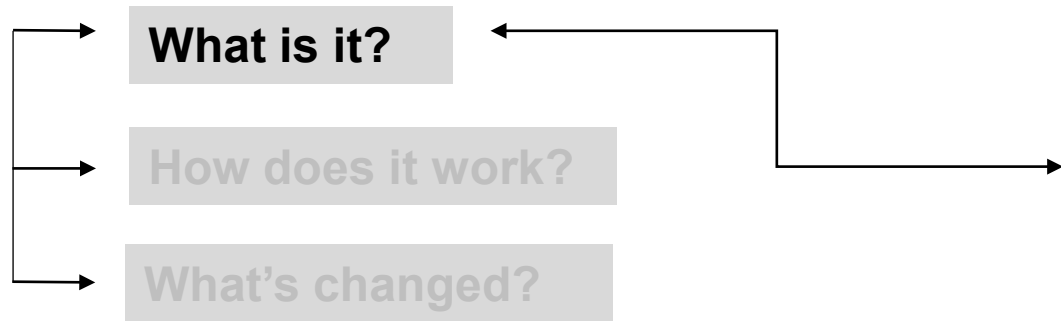 What is it?
How does it work?
What’s changed?